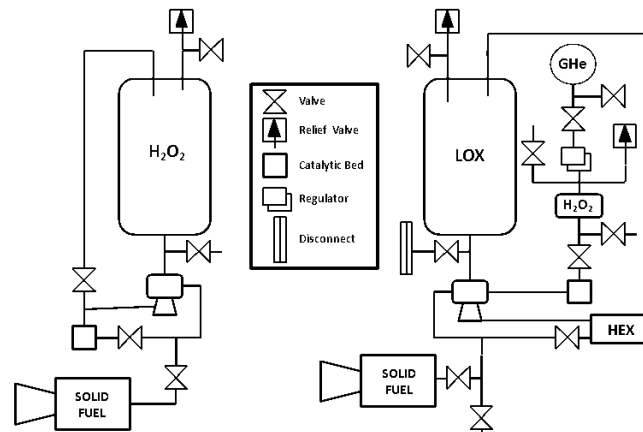 H₂O₂
Valve
Relief Valve
Catalytic Bed
Regulator
Disconnect
SOLID
FUEL
LOX
GHe
H₂O₂
HEX
SOLID
FUEL